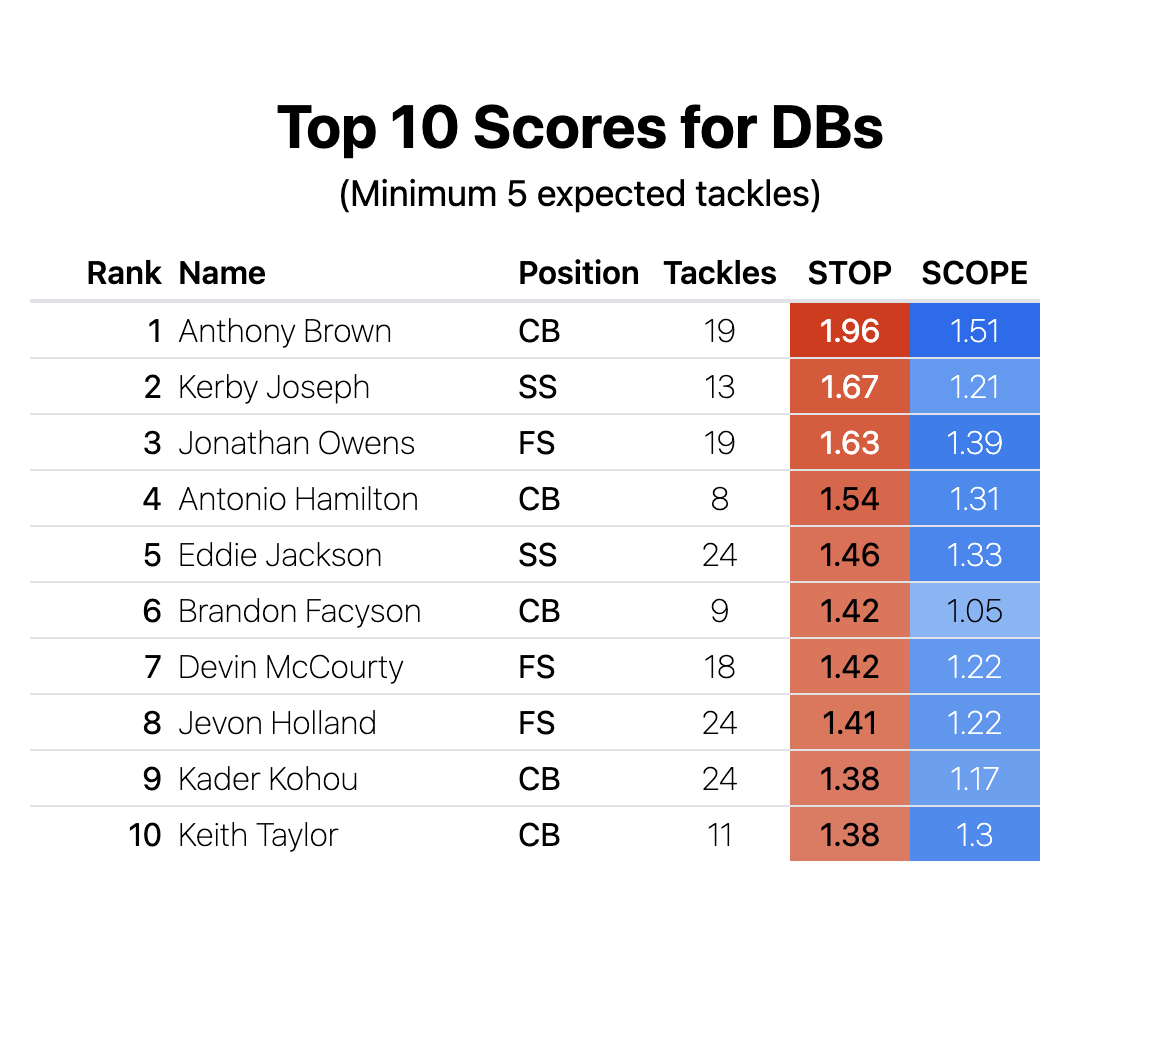 Top 10 Scores for DBs
(Minimum 5 expected tackles)
Rank Name Position Tackles STOP SCOPE
1 Anthony Brown CB 19 1.96 1.51
2 Kerby Joseph SS 13 1.67 1.21
3 Jonathan Owens FS 19 1.63 1.39
4 Antonio Hamilton CB 8 1.54 1.31
5 Eddie Jackson SS 24 1.46 1.33
6 Brandon Facyson CB 9 1.42 1.05
7 Devin McCourty FS 18 1.42 1.22
8 Jevon Holland FS 24 1.41 1.22
9 Kader Kohou CB 24 1.38 1.17
10 Keith Taylor CB 11 1.38 1.3